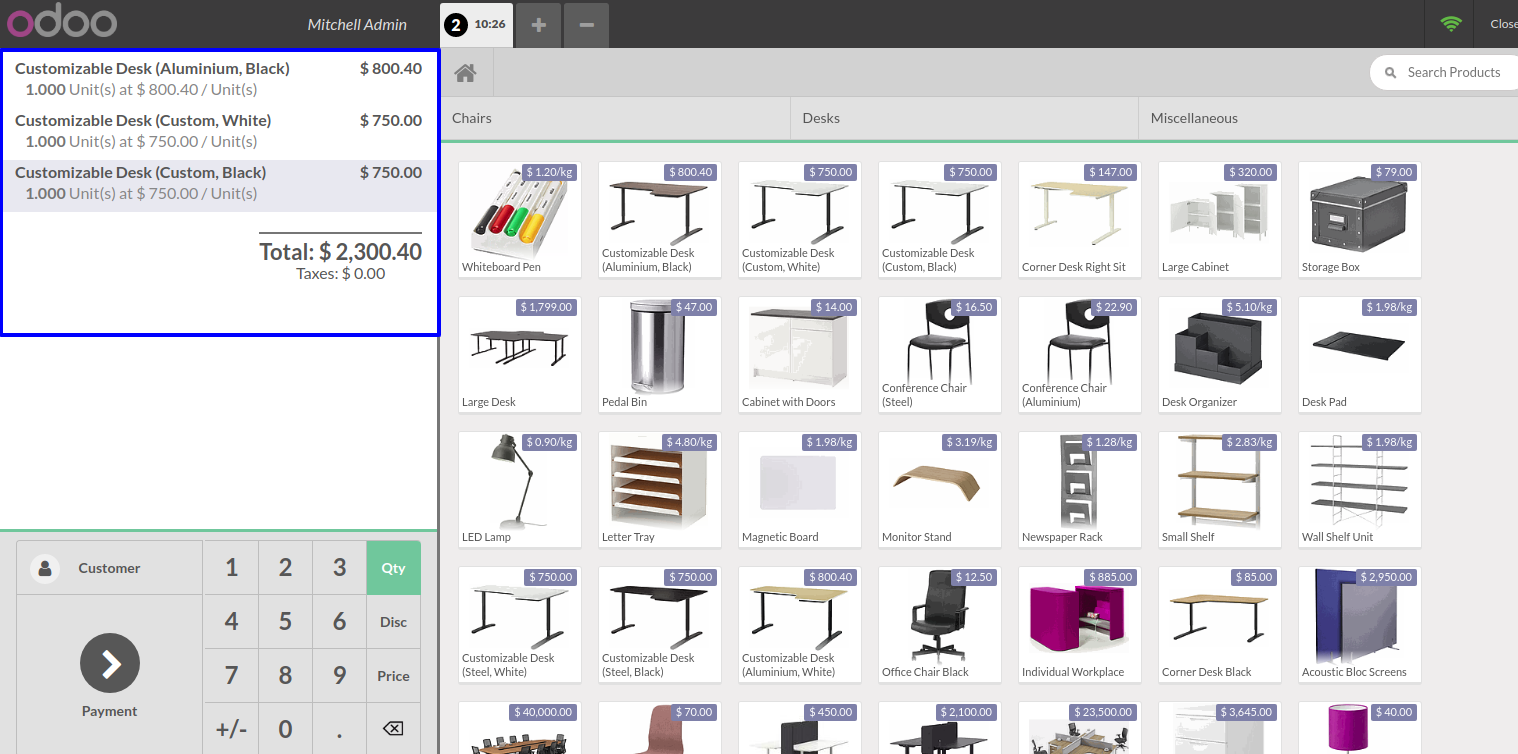 odoo
Mitchell Admin
2 10:26
+
−
Close
Customizable Desk (Aluminium, Black) $ 800.40
1.000 Unit(s) at $ 800.40 / Unit(s)
Customizable Desk (Custom, White) $ 750.00
1.000 Unit(s) at $ 750.00 / Unit(s)
Customizable Desk (Custom, Black) $ 750.00
1.000 Unit(s) at $ 750.00 / Unit(s)
Total: $ 2,300.40
Taxes: $ 0.00
Customer
Payment
1 2 3 Qty
4 5 6 Disc
7 8 9 Price
+/- 0 .
Search Products
Chairs Desks Miscellaneous
$ 1.20/kg
Whiteboard Pen
$ 800.40
Customizable Desk
(Aluminium, Black)
$ 750.00
Customizable Desk
(Custom, White)
$ 750.00
Customizable Desk
(Custom, Black)
$ 147.00
Corner Desk Right Sit
$ 320.00
Large Cabinet
$ 79.00
Storage Box
$ 1,799.00
Large Desk
$ 47.00
Pedal Bin
$ 14.00
Cabinet with Doors
$ 16.50
Conference Chair
(Steel)
$ 22.90
Conference Chair
(Aluminium)
$ 5.10/kg
Desk Organizer
$ 1.98/kg
Desk Pad
$ 0.90/kg
LED Lamp
$ 4.80/kg
Letter Tray
$ 1.98/kg
Magnetic Board
$ 3.19/kg
Monitor Stand
$ 1.28/kg
Newspaper Rack
$ 2.83/kg
Small Shelf
$ 1.98/kg
Wall Shelf Unit
$ 750.00
Customizable Desk
(Steel, White)
$ 750.00
Customizable Desk
(Steel, Black)
$ 800.40
Customizable Desk
(Aluminium, White)
$ 12.50
Office Chair Black
$ 885.00
Individual Workplace
$ 85.00
Corner Desk Black
$ 2,950.00
Acoustic Bloc Screens
$ 40,000.00
$ 70.00
$ 450.00
$ 2,100.00
$ 23,500.00
$ 3,645.00
$ 40.00